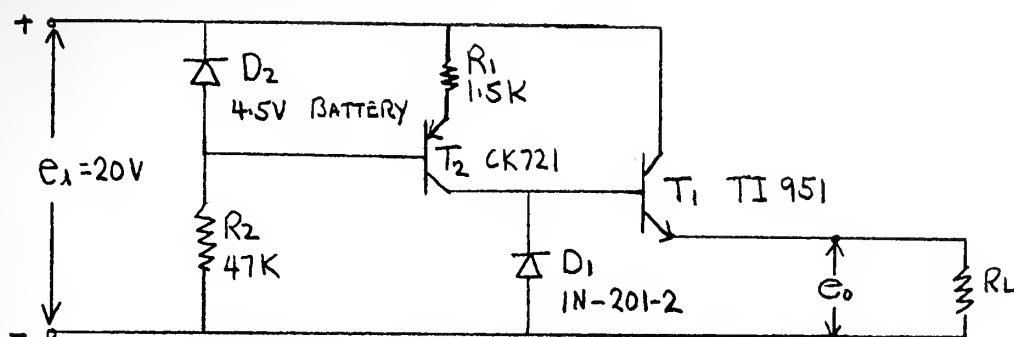 +
D2
4.5V BATTERY
R1
1.5K
e1=20V
T2 CK721
T1 TI 951
R2
47K
D1
1N-201-2
eo
RL
-